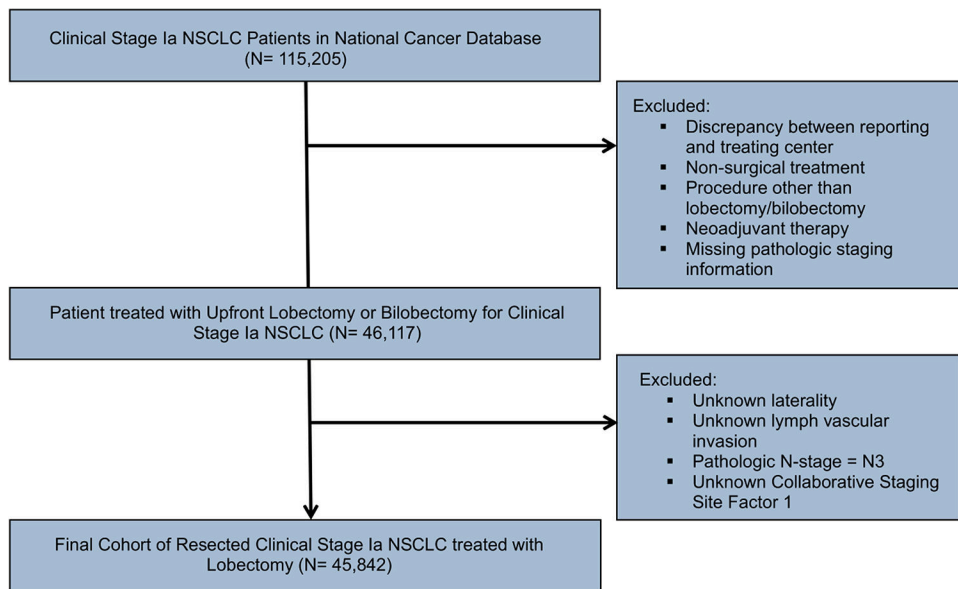 Clinical Stage Ia NSCLC Patients in National Cancer Database
(N= 115,205)
Excluded:
▪ Discrepancy between reporting
and treating center
▪ Non-surgical treatment
▪ Procedure other than
lobectomy/bilobectomy
▪ Neoadjuvant therapy
▪ Missing pathologic staging
information
Patient treated with Upfront Lobectomy or Bilobectomy for Clinical
Stage Ia NSCLC (N= 46,117)
Excluded:
▪ Unknown laterality
▪ Unknown lymph vascular
invasion
▪ Pathologic N-stage = N3
▪ Unknown Collaborative Staging
Site Factor 1
Final Cohort of Resected Clinical Stage Ia NSCLC treated with
Lobectomy (N= 45,842)